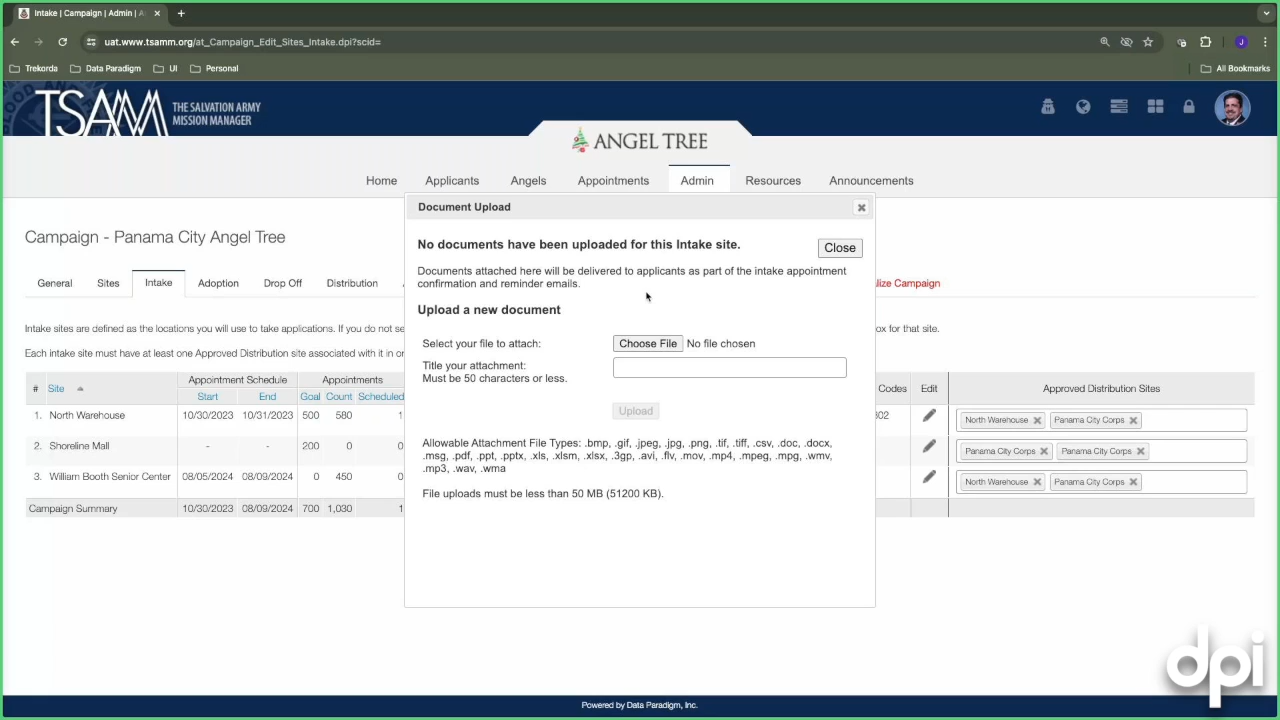 Intake | Campaign | Admin | A
uat.www.tsamm.org/at_Campaign_Edit_Sites_Intake.dpi?scid=
J
Trekorda
Data Paradigm
UI
Personal
All Bookmarks
TSAMM
THE SALVATION ARMY
MISSION MANAGER
ANGEL TREE
Home
Applicants
Angels
Appointments
Admin
Resources
Announcements
Document Upload
Campaign - Panama City Angel Tree
No documents have been uploaded for this Intake site.
Close
Documents attached here will be delivered to applicants as part of the intake appointment
confirmation and reminder emails.
General
Sites
Intake
Adoption
Drop Off
Distribution
lize Campaign
Upload a new document
Intake sites are defined as the locations you will use to take applications. If you do not se
ox for that site.
Select your file to attach:
Choose File
No file chosen
Each intake site must have at least one Approved Distribution site associated with it in or
Title your attachment:
Must be 50 characters or less.
# Site Appointment Schedule Appointments Codes Edit Approved Distribution Sites
Start End Goal Count Scheduled
Upload
1. North Warehouse 10/30/2023 10/31/2023 500 580 1 302 North Warehouse Panama City Corps
2. Shoreline Mall - - 200 0 0 Panama City Corps Panama City Corps
3. William Booth Senior Center 08/05/2024 08/09/2024 0 450 0 North Warehouse Panama City Corps
Campaign Summary 10/30/2023 08/09/2024 700 1,030 1
Allowable Attachment File Types: .bmp, .gif, .jpeg, .jpg, .png, .tif, .tiff, .csv, .doc, .docx,
.msg, .pdf, .ppt, .pptx, .xls, .xlsm, .xlsx, .3gp, .avi, .flv, .mov, .mp4, .mpeg, .mpg, .wmv,
.mp3, .wav, .wma
File uploads must be less than 50 MB (51200 KB).
dpi
Powered by Data Paradigm, Inc.